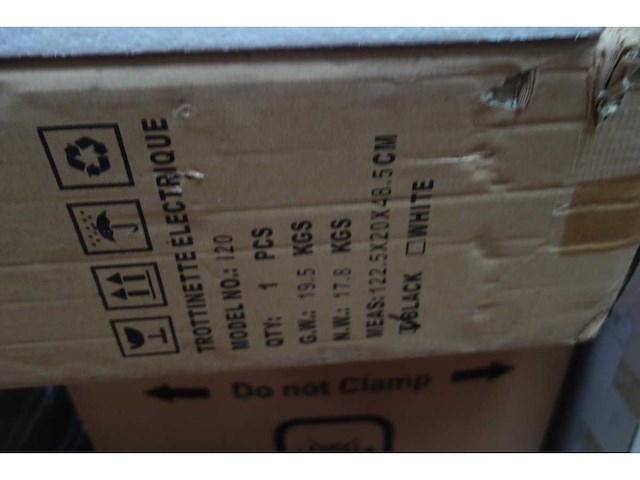 TROTTINETTE ÉLECTRIQUE
MODEL NO.: 120
QTY: 1 PCS
G.W.: 19.5 KGS
N.W.: 17.8 KGS
MEAS:122.5X20X48.5CM
BLACK WHITE
Do not Clamp